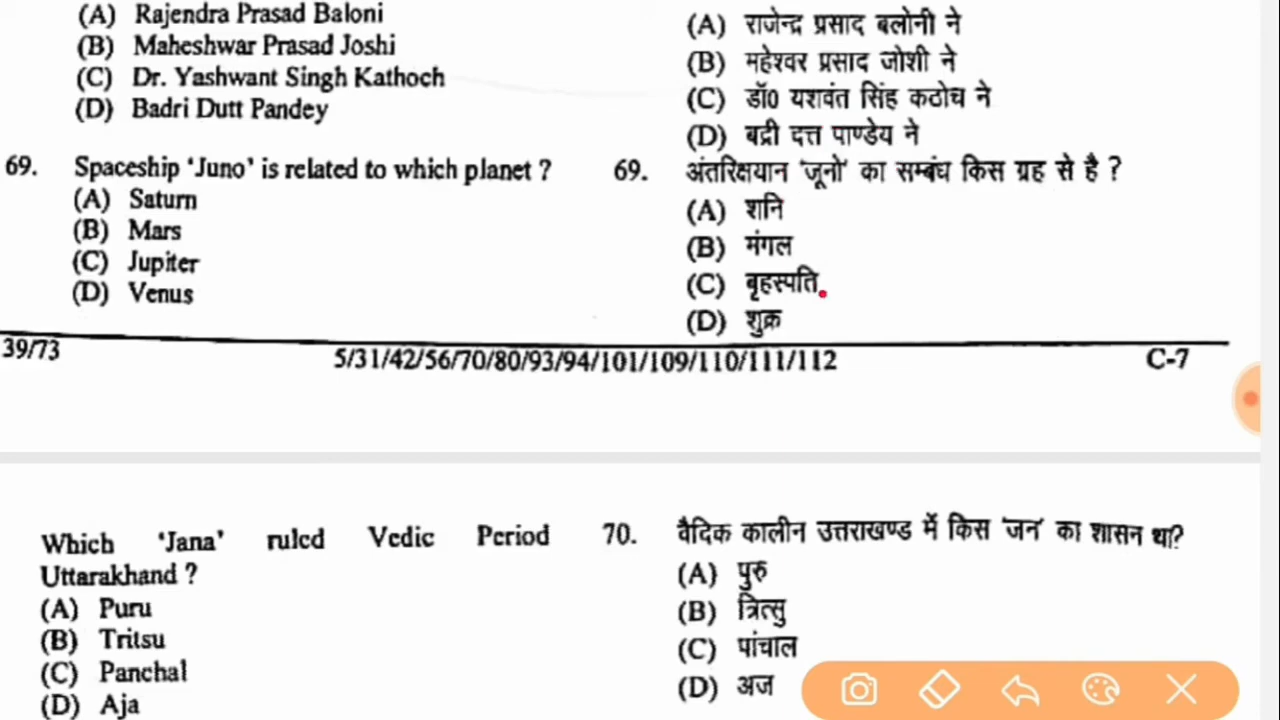 (A) Rajendra Prasad Baloni
(B) Maheshwar Prasad Joshi
(C) Dr. Yashwant Singh Kathoch
(D) Badri Dutt Pandey
69. Spaceship ‘Juno’ is related to which planet ?
(A) Saturn
(B) Mars
(C) Jupiter
(D) Venus
(A) राजेन्द्र प्रसाद बलोनी ने
(B) महेश्वर प्रसाद जोशी ने
(C) डॉ0 यशवंत सिंह कठोच ने
(D) बद्री दत्त पाण्डेय ने
69. अंतरिक्षयान ‘जूनो’ का सम्बंध किस ग्रह से है ?
(A) शनि
(B) मंगल
(C) बृहस्पति
(D) शुक्र
39/73 5/31/42/56/70/80/93/94/101/109/110/111/112 C-7
Which ‘Jana’ ruled Vedic Period
Uttarakhand ?
(A) Puru
(B) Tritsu
(C) Panchal
(D) Aja
70. वैदिक कालीन उत्तराखण्ड में किस ‘जन’ का शासन था?
(A) पुरु
(B) त्रित्सु
(C) पांचाल
(D) अज